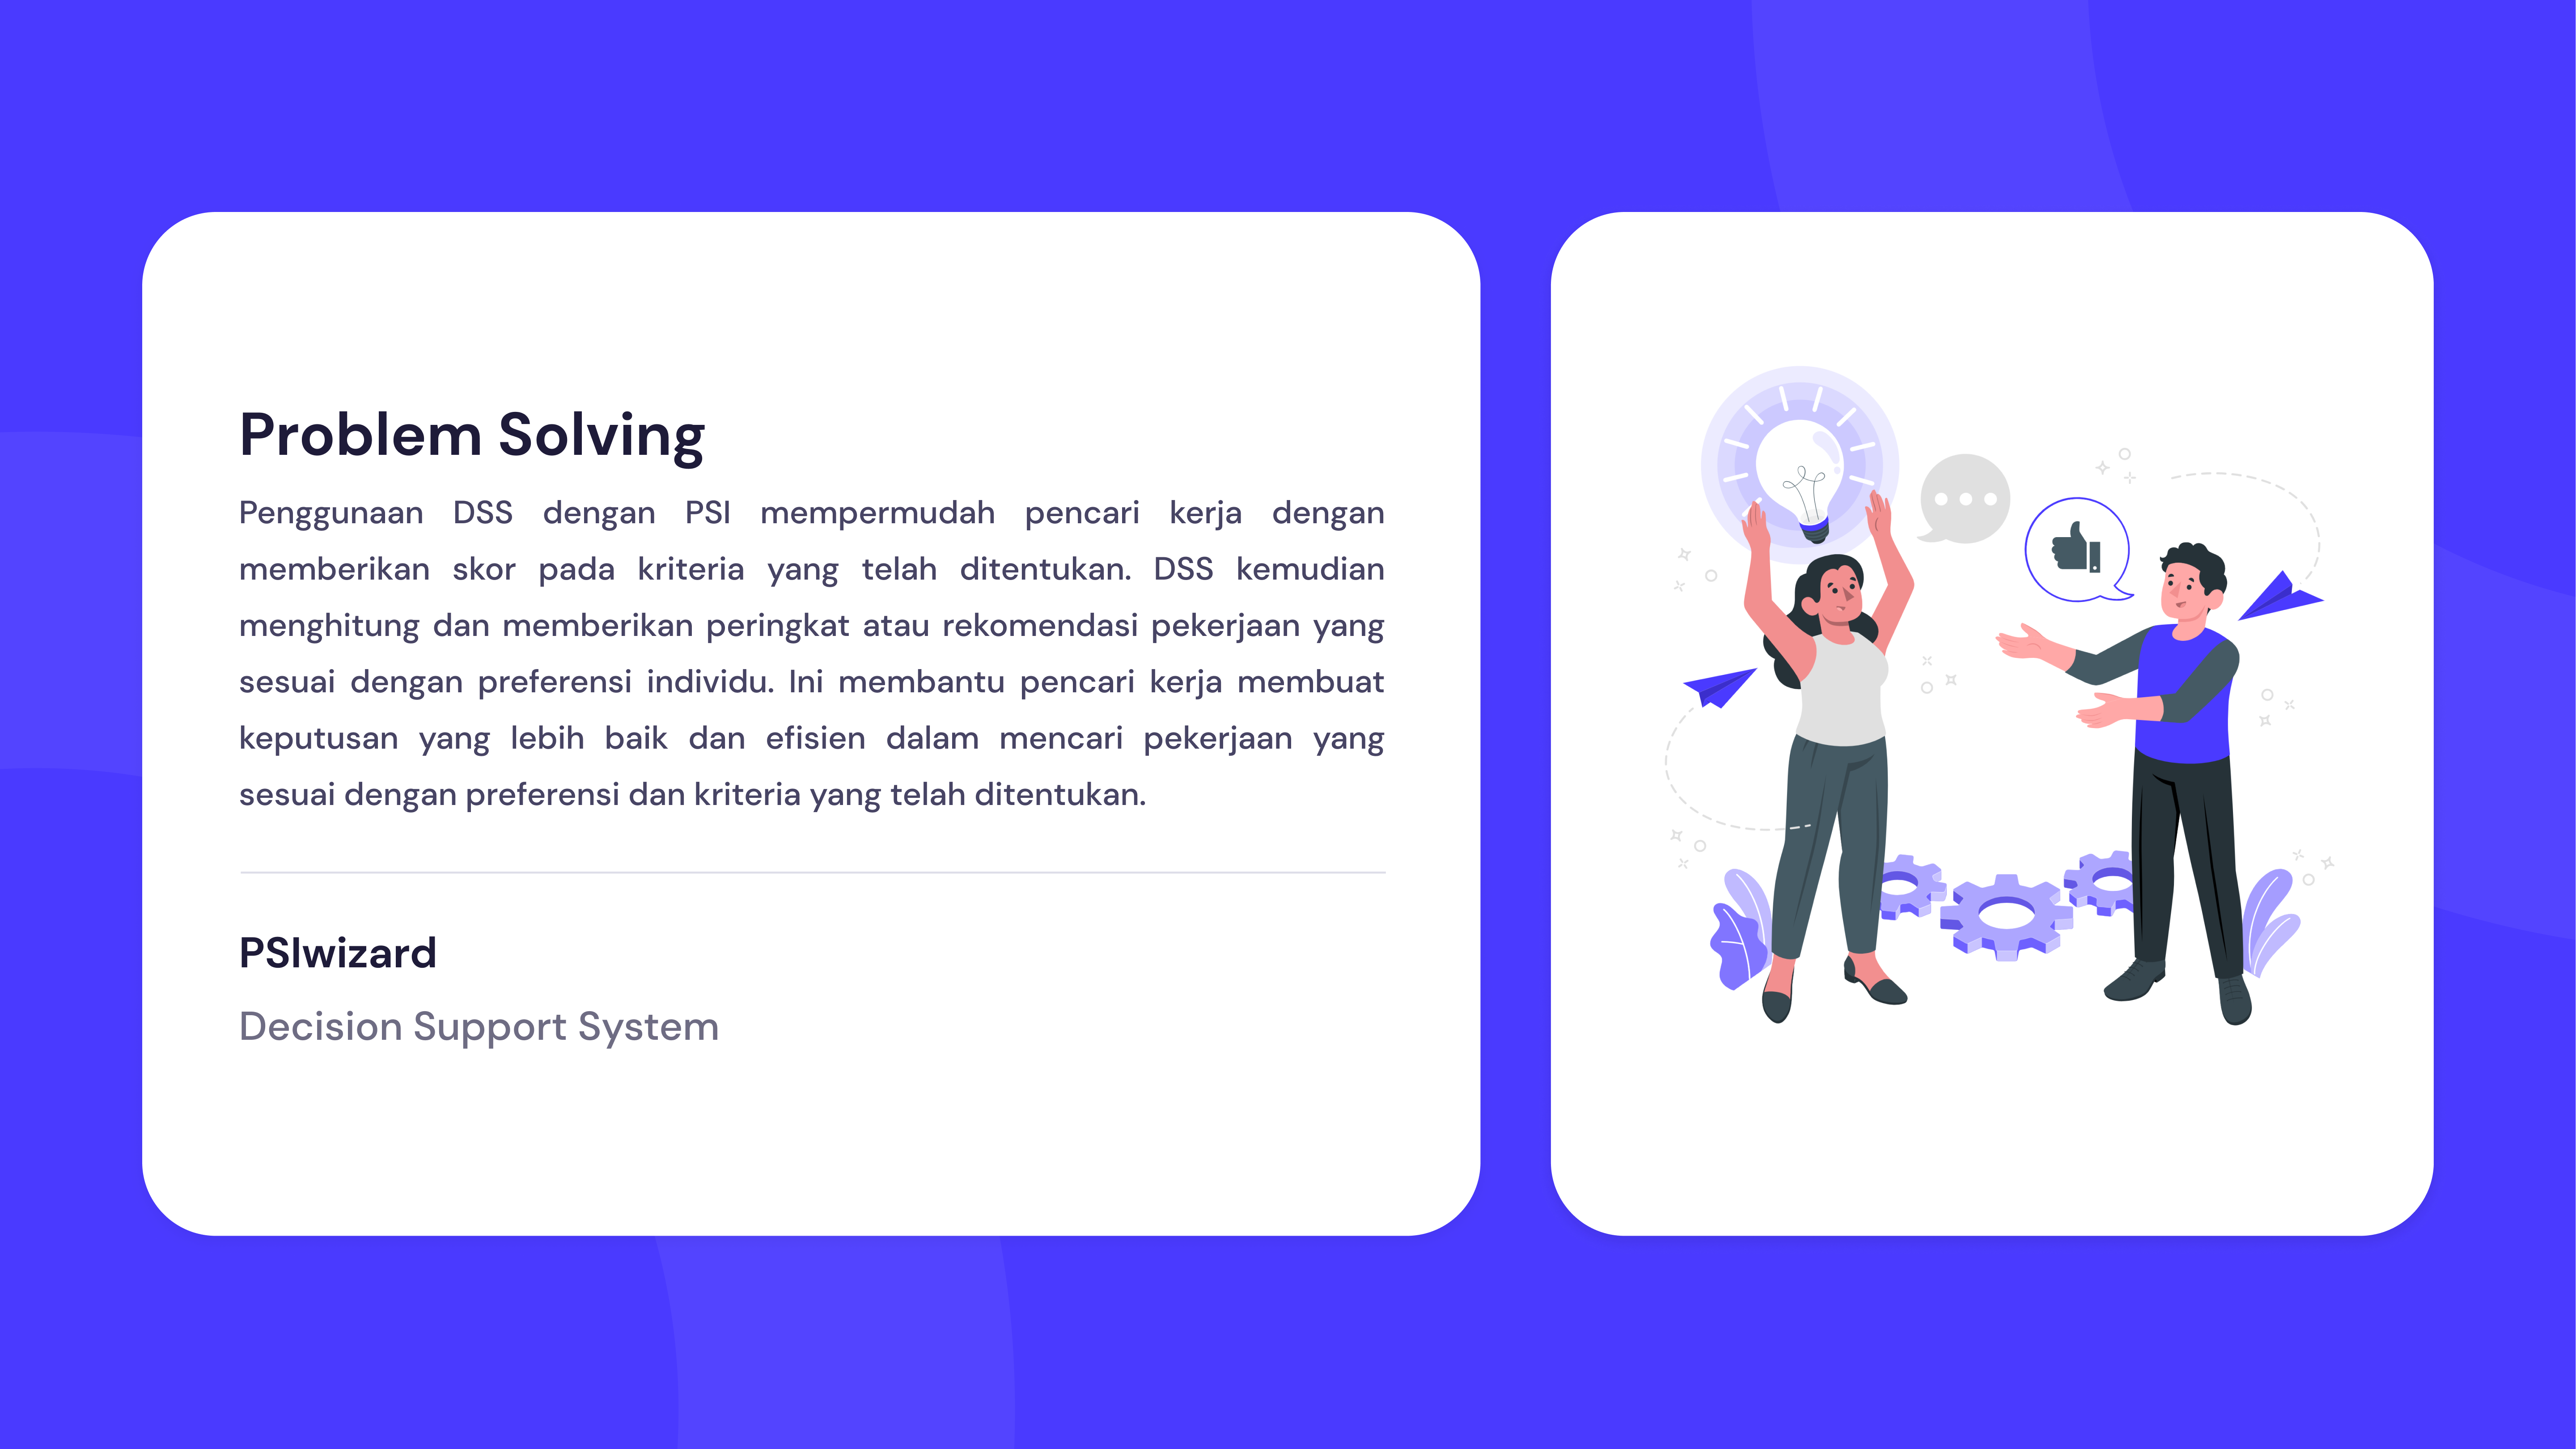 Problem Solving
Penggunaan DSS dengan PSI mempermudah pencari kerja dengan
memberikan skor pada kriteria yang telah ditentukan. DSS kemudian
menghitung dan memberikan peringkat atau rekomendasi pekerjaan yang
sesuai dengan preferensi individu. Ini membantu pencari kerja membuat
keputusan yang lebih baik dan efisien dalam mencari pekerjaan yang
sesuai dengan preferensi dan kriteria yang telah ditentukan.
PSIwizard
Decision Support System